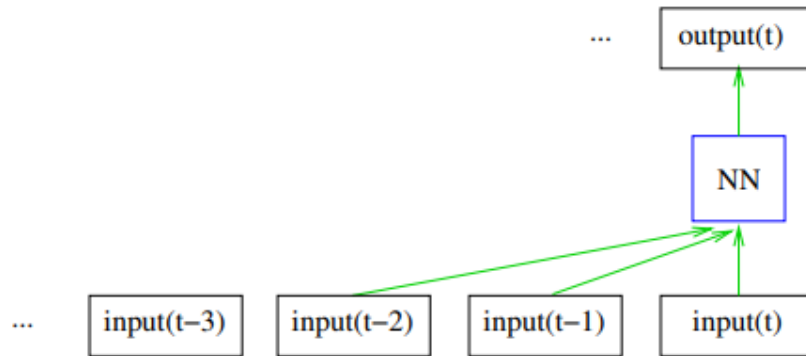 ... output(t)
NN
... input(t−3) input(t−2) input(t−1) input(t)